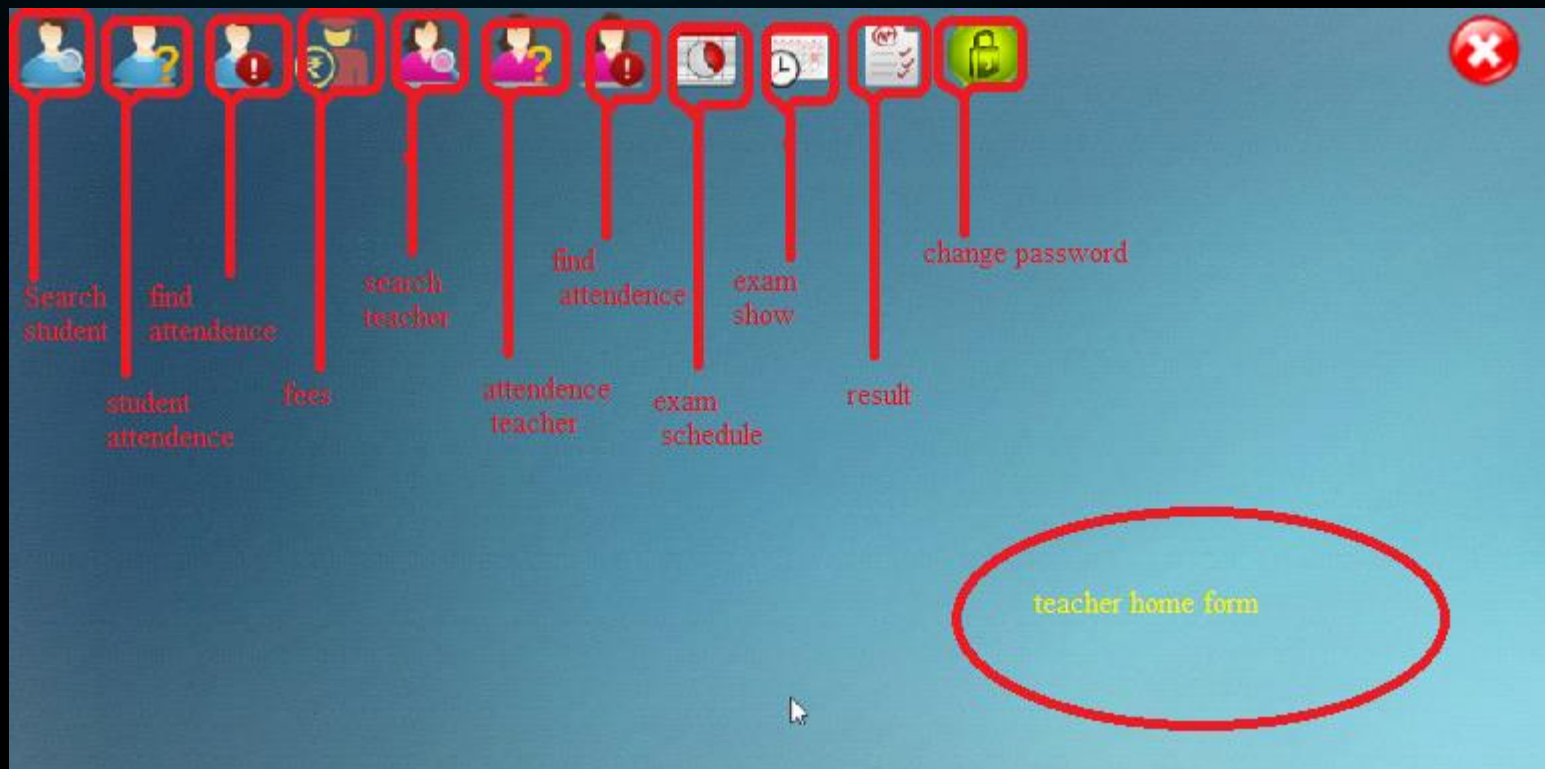 Search
student
student
attendence
find
attendence
fees
search
teacher
attendence
teacher
find
attendence
exam
schedule
exam
show
result
change password
teacher home form